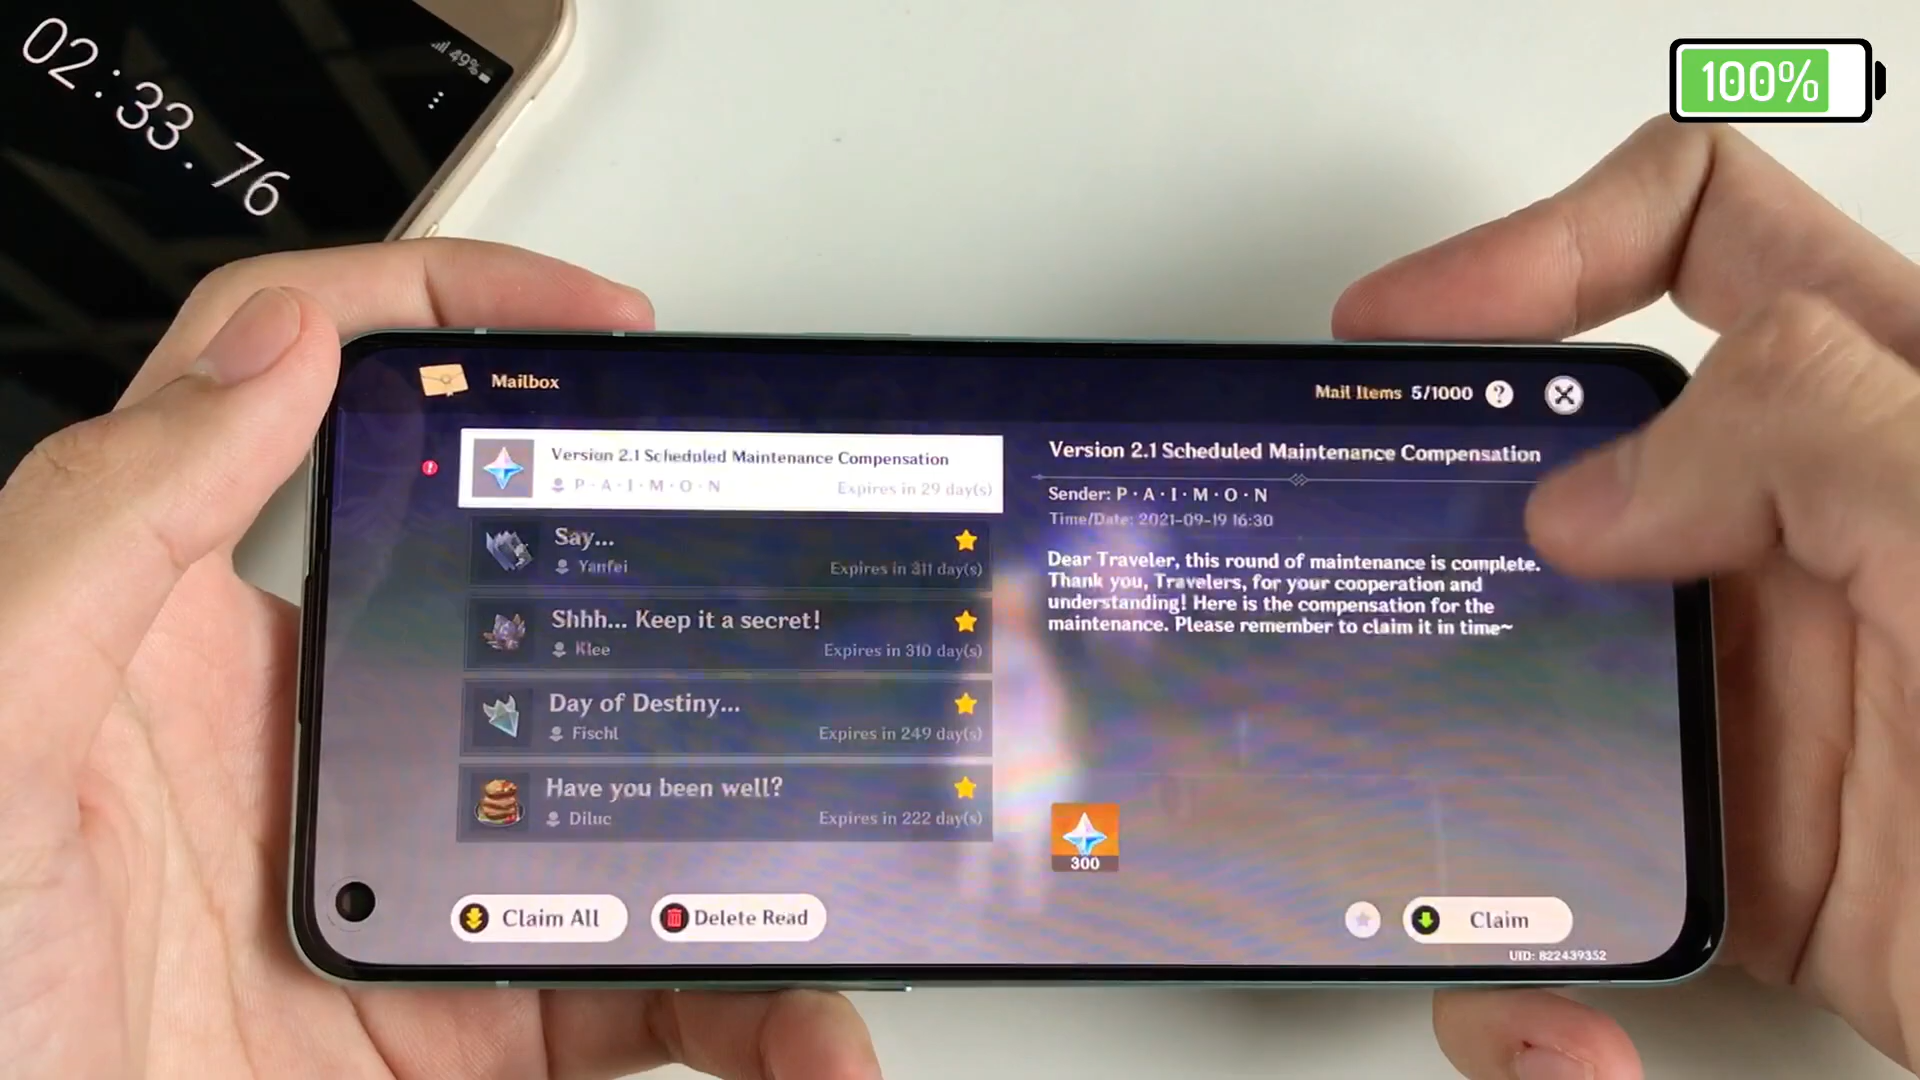 02:33.76
49%
100%
Mailbox
Mail Items 5/1000 ?
Version 2.1 Scheduled Maintenance Compensation
P·A·I·M·O·N
Expires in 29 day(s)
Say...
Yanfei
Expires in 311 day(s)
Shhh... Keep it a secret!
Klee
Expires in 310 day(s)
Day of Destiny...
Fischl
Expires in 249 day(s)
Have you been well?
Diluc
Expires in 222 day(s)
Claim All
Delete Read
Version 2.1 Scheduled Maintenance Compensation
Sender: P·A·I·M·O·N
Time/Date: 2021-09-19 16:30
Dear Traveler, this round of maintenance is complete.
Thank you, Travelers, for your cooperation and
understanding! Here is the compensation for the
maintenance. Please remember to claim it in time~
300
Claim
UID: 822439352